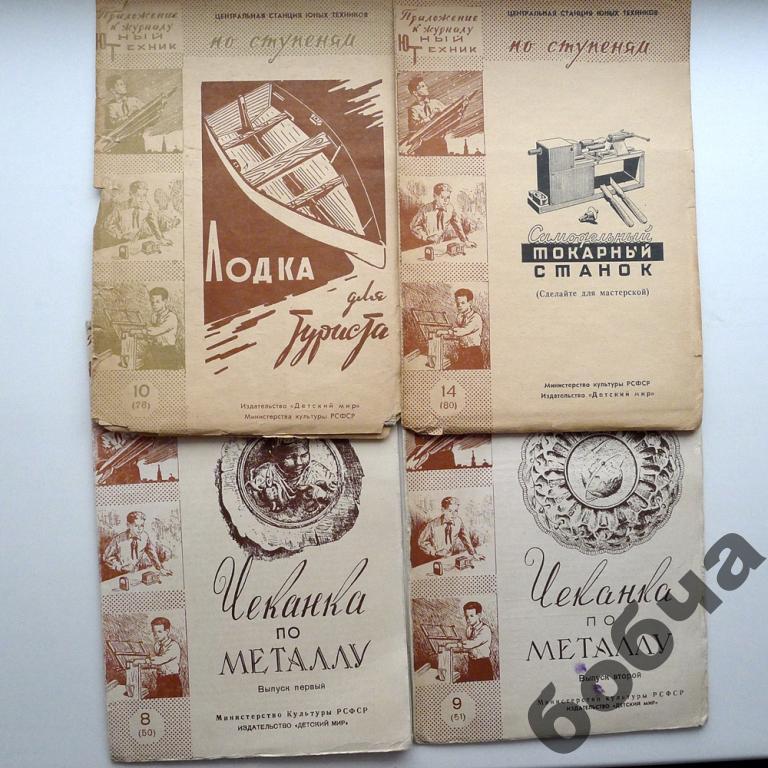 Приложение
к журналу
ЮНЫЙ
ТЕХНИК
ЦЕНТРАЛЬНАЯ СТАНЦИЯ ЮНЫХ ТЕХНИКОВ
по ступеням
ЛОДКА
для
туриста
10
(76)
Издательство «Детский мир»
Министерство культуры РСФСР
Приложение
к журналу
ЮНЫЙ
ТЕХНИК
ЦЕНТРАЛЬНАЯ СТАНЦИЯ ЮНЫХ ТЕХНИКОВ
по ступеням
Самодельный
ТОКАРНЫЙ
СТАНОК
(Сделайте для мастерской)
14
(80)
Министерство культуры РСФСР
Издательство „Детский мир“
Чеканка
по
МЕТАЛЛУ
Выпуск первый
8
(50)
Министерство Культуры РСФСР
ИЗДАТЕЛЬСТВО «ДЕТСКИЙ МИР»
Чеканка
по
МЕТАЛЛУ
Выпуск второй
9
(51)
Министерство Культуры РСФСР
ИЗДАТЕЛЬСТВО «ДЕТСКИЙ МИР»
бобча